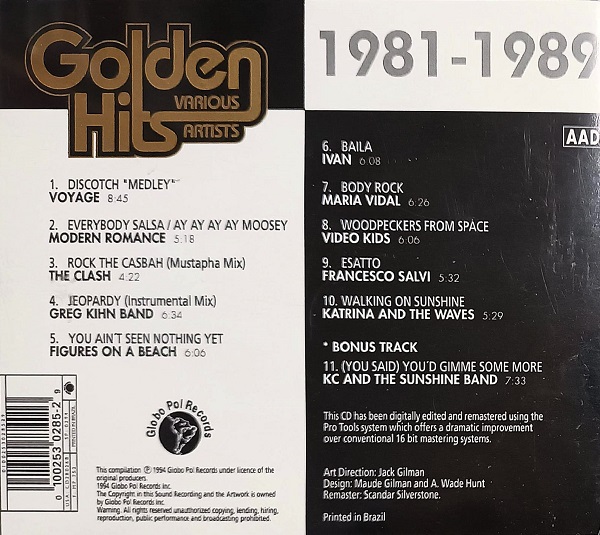 Golden
Hits
VARIOUS
ARTISTS
1981-1989
AAD
1. DISCOTCH "MEDLEY"
VOYAGE 8:45
2. EVERYBODY SALSA / AY AY AY AY MOOSEY
MODERN ROMANCE 5:18
3. ROCK THE CASBAH (Mustapha Mix)
THE CLASH 4:22
4. JEOPARDY (Instrumental Mix)
GREG KIHN BAND 6:34
5. YOU AIN'T SEEN NOTHING YET
FIGURES ON A BEACH 6:06
6. BAILA
IVAN 6:08
7. BODY ROCK
MARIA VIDAL 6:26
8. WOODPECKERS FROM SPACE
VIDEO KIDS 6:06
9. ESATTO
FRANCESCO SALVI 5:32
10. WALKING ON SUNSHINE
KATRINA AND THE WAVES 5:29
* BONUS TRACK
11. (YOU SAID) YOU'D GIMME SOME MORE
KC AND THE SUNSHINE BAND 7:33
This CD has been digitally edited and remastered using the
Pro Tools system which offers a dramatic improvement
over conventional 16 bit mastering systems.
Art Direction: Jack Gilman
Design: Maude Gilman and A. Wade Hunt
Remaster: Scandar Silverstone.
Printed in Brazil
Globo Pol Records
This compilation ℗ 1994 Globo Pol Records under licence of the
original producers.
1994 Globo Pol Records Inc.
The Copyright in this Sound Recording and the Artwork is owned
by Globo Pol Records Inc.
Warning. All rights reserved unauthorized copying, lending, hiring,
reproduction, public performance and broadcasting prohibited.
0 100253 0285-2 9
PRINTED IN BRAZIL